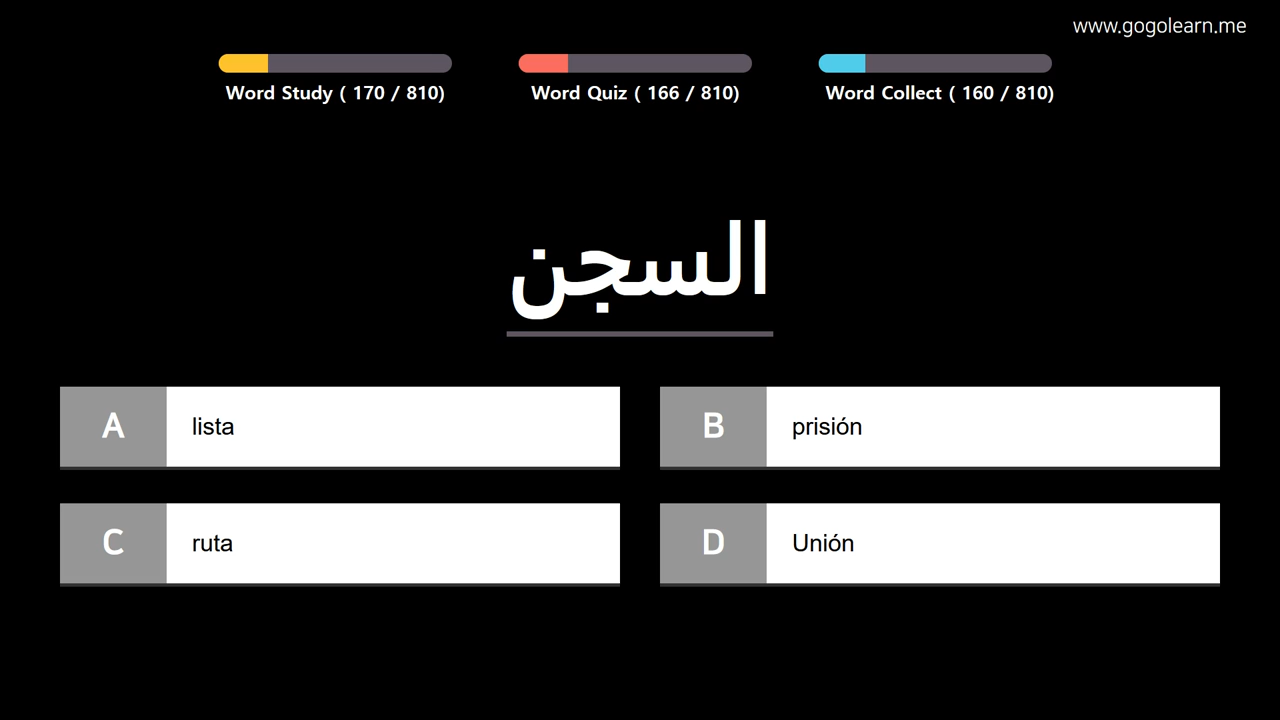 www.gogolearn.me
Word Study ( 170 / 810)
Word Quiz ( 166 / 810)
Word Collect ( 160 / 810)
السجن
A lista
B prisión
C ruta
D Unión